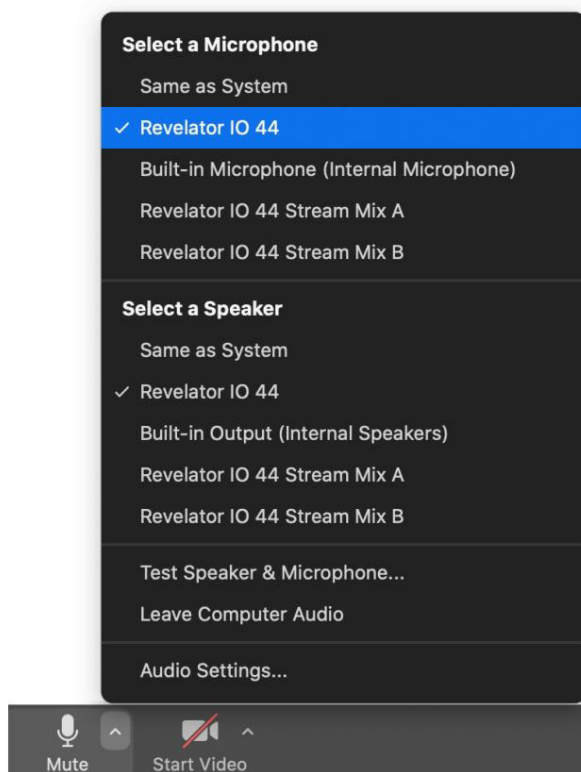 Select a Microphone
Same as System
✓ Revelator IO 44
Built-in Microphone (Internal Microphone)
Revelator IO 44 Stream Mix A
Revelator IO 44 Stream Mix B
Select a Speaker
Same as System
✓ Revelator IO 44
Built-in Output (Internal Speakers)
Revelator IO 44 Stream Mix A
Revelator IO 44 Stream Mix B
Test Speaker & Microphone...
Leave Computer Audio
Audio Settings...
Mute Start Video